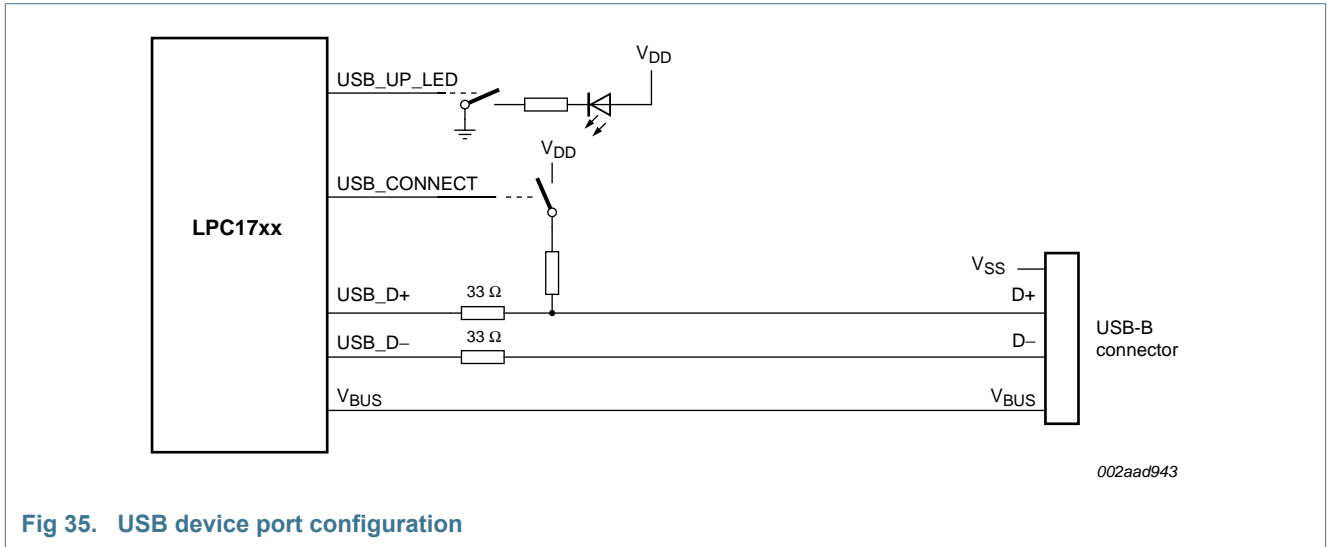 V_DD
USB_UP_LED
V_DD
USB_CONNECT
LPC17xx
V_SS
USB_D+ 33 Ω D+
USB_D− 33 Ω D−
USB-B
connector
V_BUS V_BUS
002aad943
Fig 35. USB device port configuration